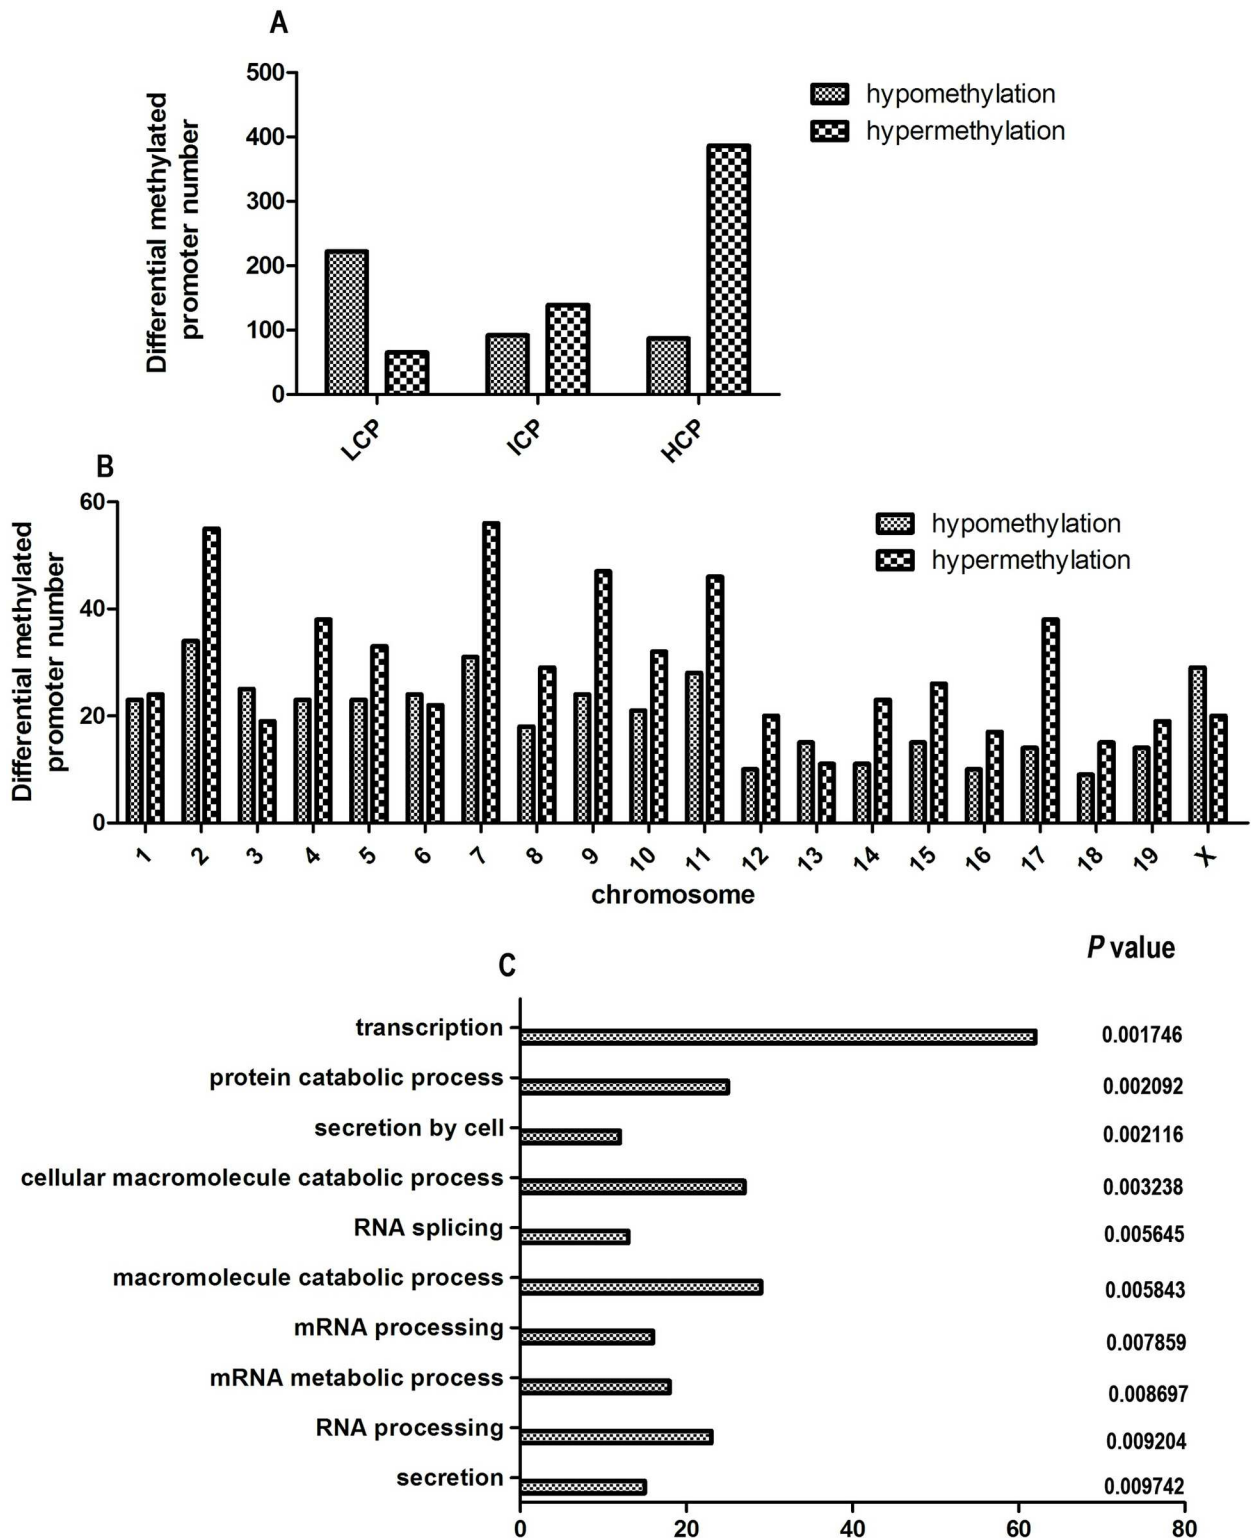 A
500
400
300
200
100
0
Differential methylated
promoter number
hypomethylation
hypermethylation
LCP
ICP
HCP
B
60
40
20
0
Differential methylated
promoter number
hypomethylation
hypermethylation
1 2 3 4 5 6 7 8 9 10 11 12 13 14 15 16 17 18 19 X
chromosome
P value
C
transcription 0.001746
protein catabolic process 0.002092
secretion by cell 0.002116
cellular macromolecule catabolic process 0.003238
RNA splicing 0.005645
macromolecule catabolic process 0.005843
mRNA processing 0.007859
mRNA metabolic process 0.008697
RNA processing 0.009204
secretion 0.009742
0 20 40 60 80